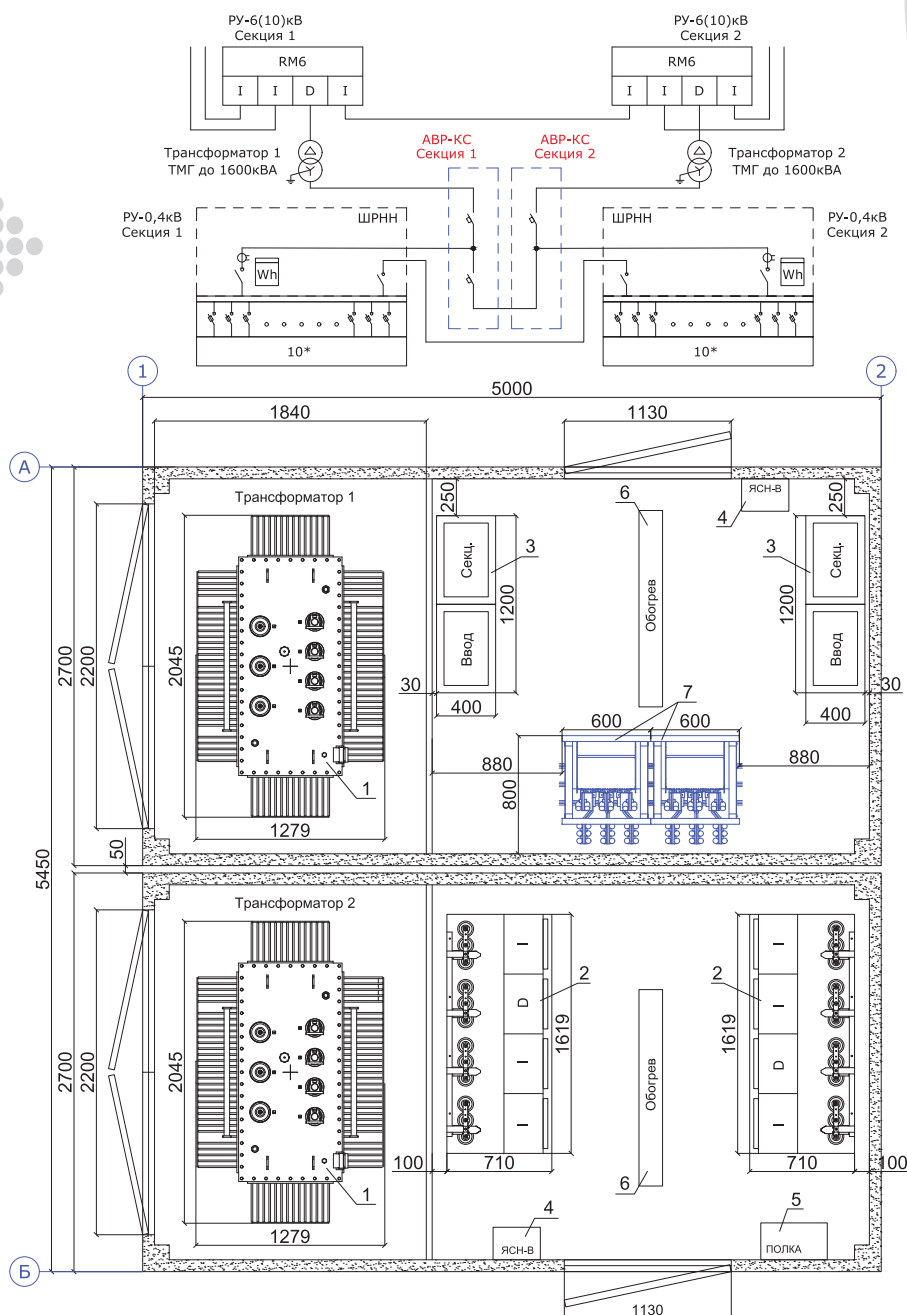 РУ-6(10)кВ
Секция 1
РУ-6(10)кВ
Секция 2
RM6
RM6
I I D I
I I D I
Трансформатор 1
ТМГ до 1600кВА
АВР-КС
Секция 1
АВР-КС
Секция 2
Трансформатор 2
ТМГ до 1600кВА
РУ-0,4кВ
Секция 1
ШРНН
ШРНН
РУ-0,4кВ
Секция 2
Wh
Wh
10*
10*
1
2
5000
1840
1130
А
Трансформатор 1
250
6
ЯСН-В
4
250
3
3
Секц.
Секц.
1200
1200
Обогрев
Ввод
Ввод
2700
2200
2045
30
30
400
400
7
600
600
880
880
800
1
1279
50
5450
Трансформатор 2
I
D
I
I
2
1619
I
I
D
I
2
1619
Обогрев
2700
2200
2045
100
710
710
100
1
6
1279
4
ЯСН-В
5
ПОЛКА
Б
1130